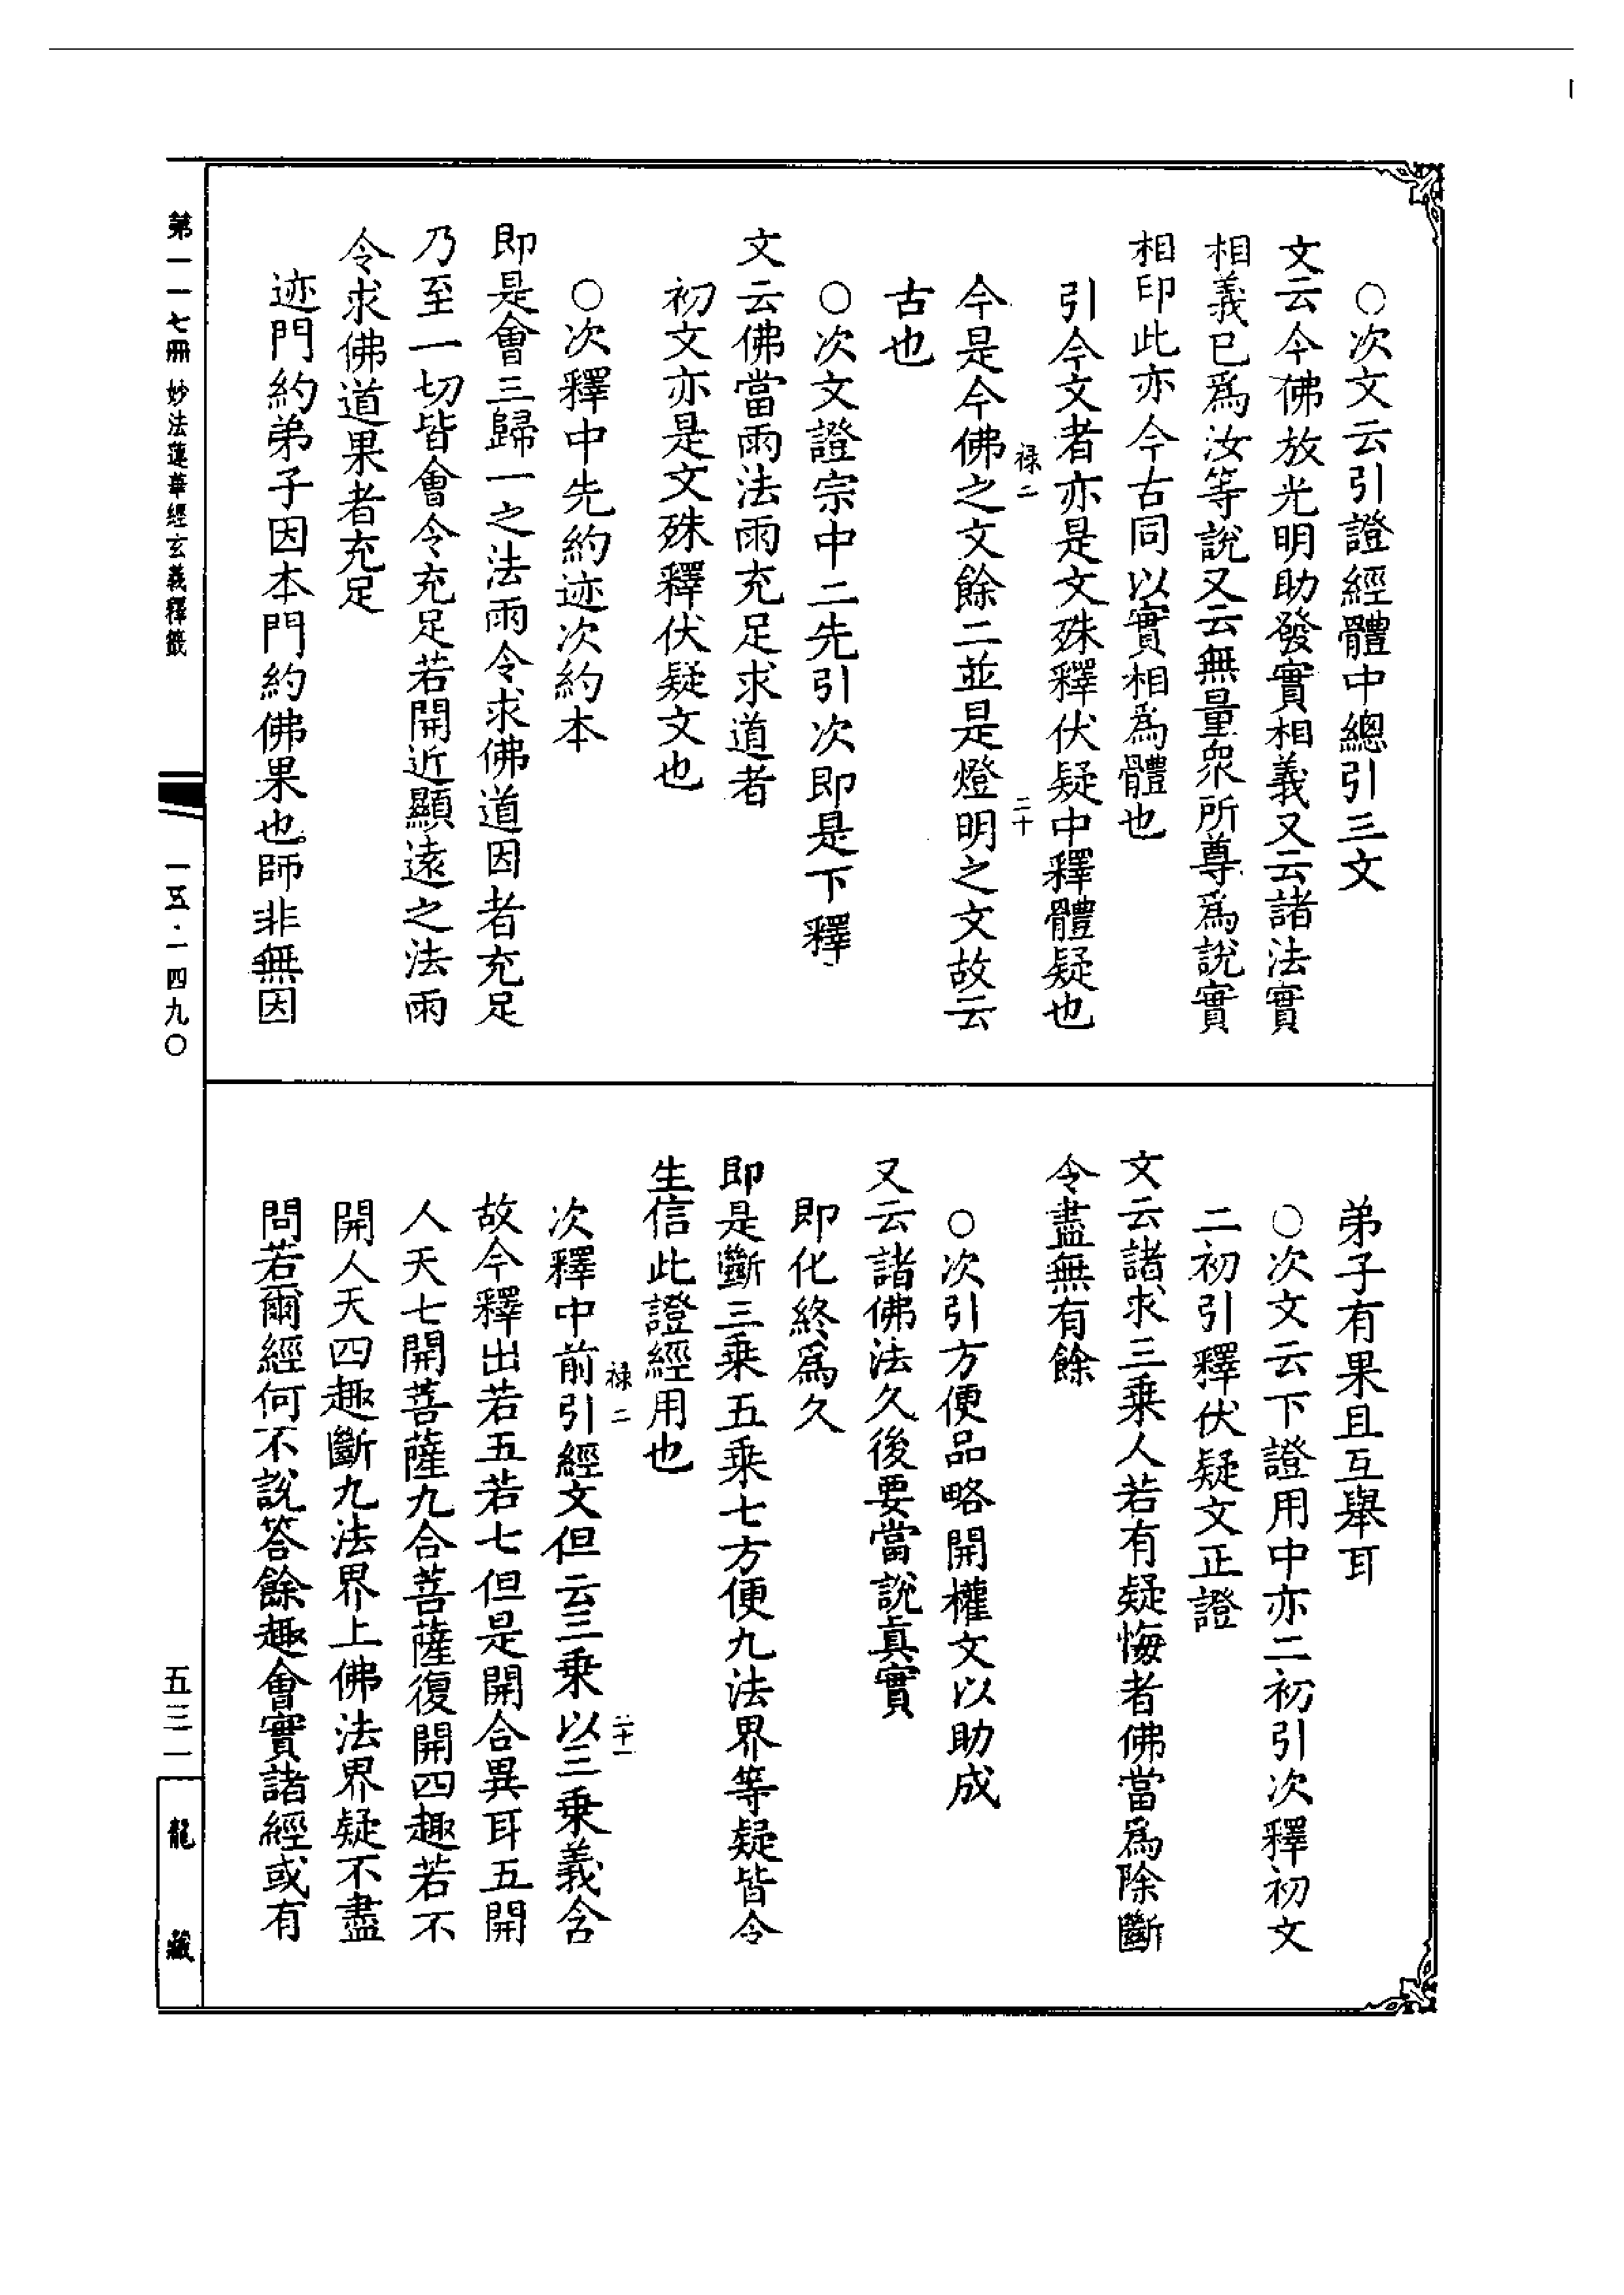 ○次文云引證經體中總引三文
文云今佛放光明助發實相義又云諸法實
相義已爲汝等說又云無量眾所尊爲說實
相印此亦今古同以實相爲體也
引今文者亦是文殊釋伏疑中釋體疑也
祿二
二十
今是今佛之文餘二並是燈明之文故云
古也
○次文證宗中二先引次即是下釋
文云佛當雨法雨充足求道者
初文亦是文殊釋伏疑文也
○次釋中先約迹次約本
即是會三歸一之法雨令求佛道因者充足
乃至一切皆會令充足若開近顯遠之法雨
令求佛道果者充足
迹門約弟子因本門約佛果也師非無因
弟子有果且互舉耳
○次文云下證用中亦二初引次釋初文
二初引釋伏疑文正證
文云諸求三乗人若有疑悔者佛當爲除斷
令盡無有餘
○次引方便品略開權文以助成
又云諸佛法久後要當說真實
即化終爲久
即是斷三乗五乗七方便九法界等疑皆令
生信此證經用也
祿二
二十一
次釋中前引經文但云三乗以三乗義含
故今釋出若五若七但是開合異耳五開
人天七開菩薩九合菩薩復開四趣若不
開人天四趣斷九法界上佛法界疑不盡
問若爾經何不說答餘趣會實諸經或有
第一一七冊 妙法蓮華經玄義釋籤
一五·一四九〇
五三一
龍藏